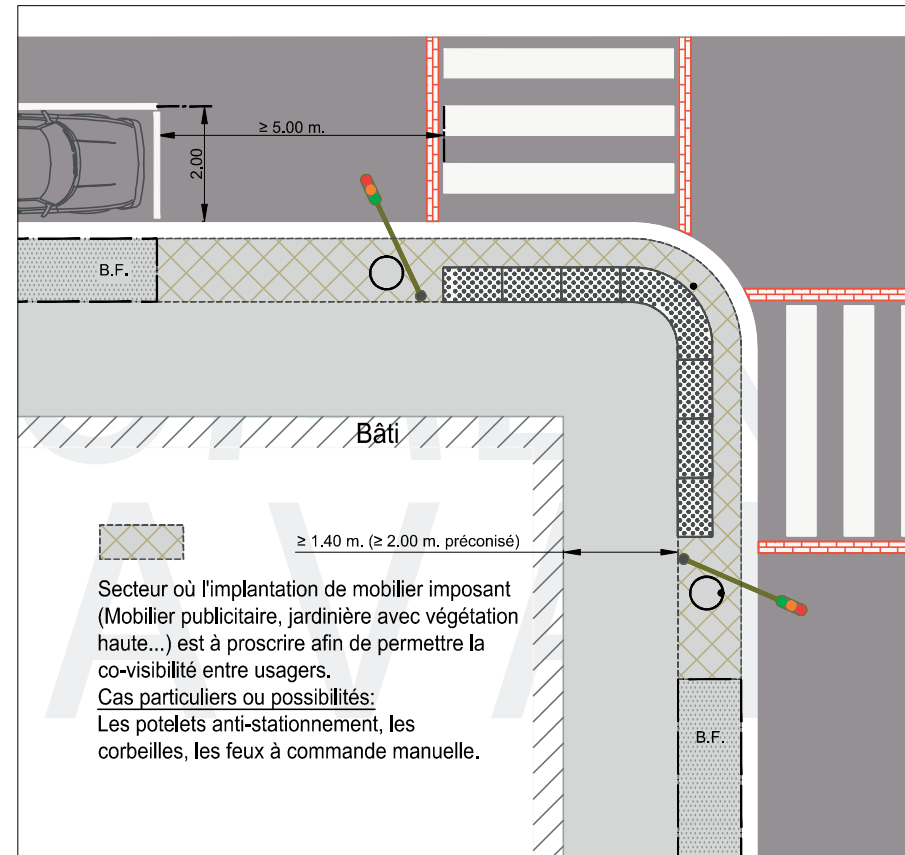 ≥ 5.00 m.
2.00
B.F.
Bâti
≥ 1.40 m. (≥ 2.00 m. préconisé)
Secteur où l'implantation de mobilier imposant
(Mobilier publicitaire, jardinière avec végétation
haute...) est à proscrire afin de permettre la
co-visibilité entre usagers.
Cas particuliers ou possibilités:
Les potelets anti-stationnement, les
corbeilles, les feux à commande manuelle.
B.F.